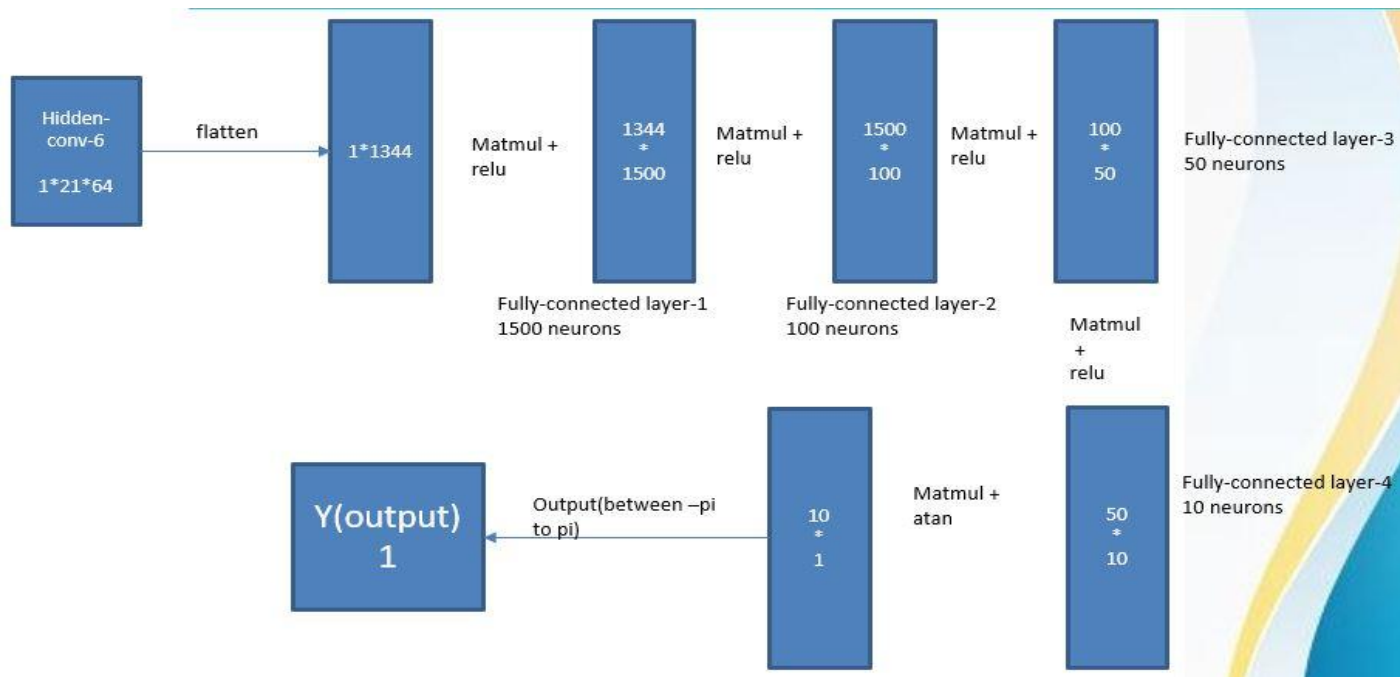 Hidden-
conv-6
1*21*64
flatten
1*1344
Matmul +
relu
1344
*
1500
Matmul +
relu
1500
*
100
Matmul +
relu
100
*
50
Fully-connected layer-3
50 neurons
Fully-connected layer-1
1500 neurons
Fully-connected layer-2
100 neurons
Matmul
+
relu
Y(output)
1
Output(between –pi
to pi)
10
*
1
Matmul +
atan
50
*
10
Fully-connected layer-4
10 neurons